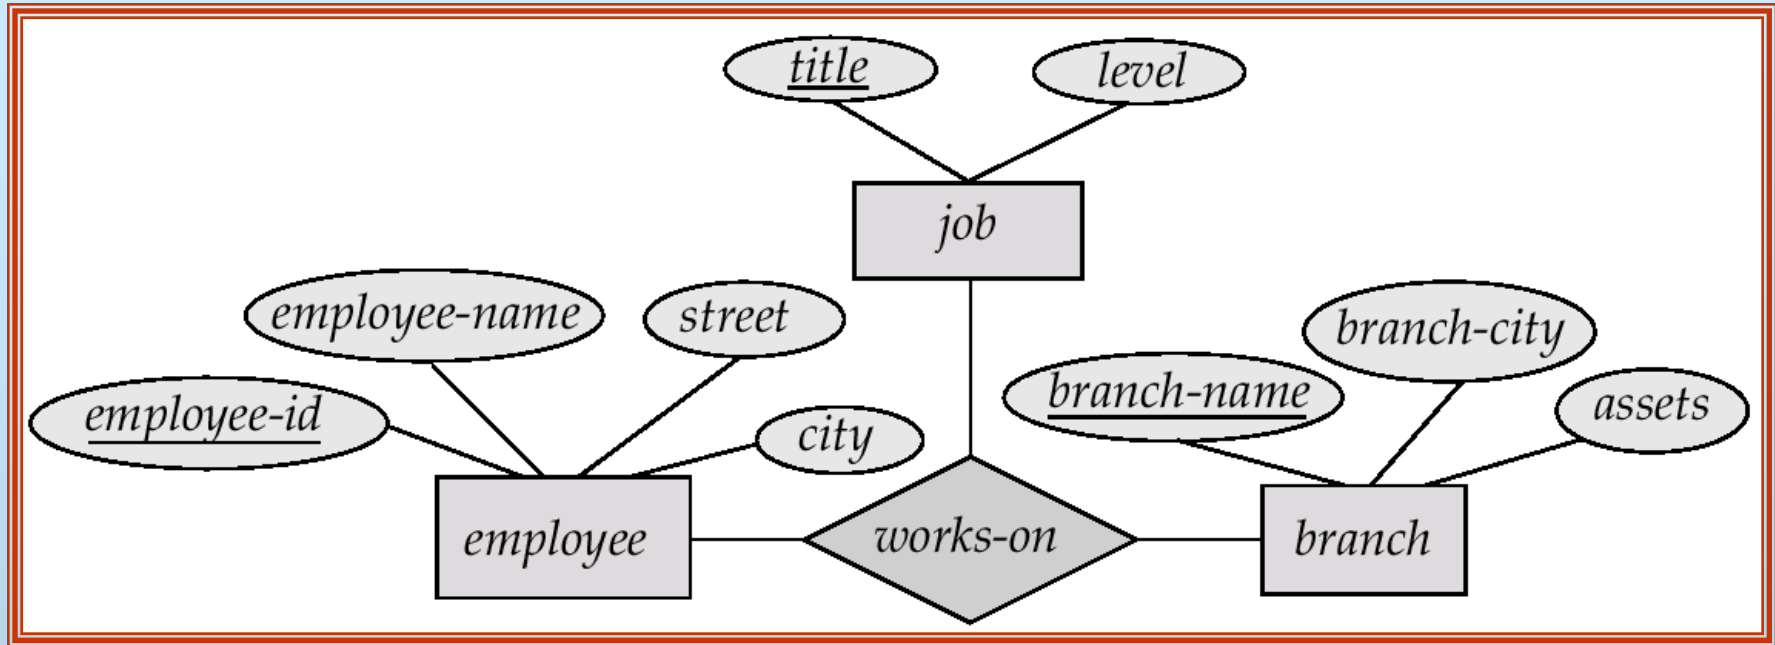 title
level
job
employee-name
street
branch-city
employee-id
city
branch-name
assets
employee
works-on
branch